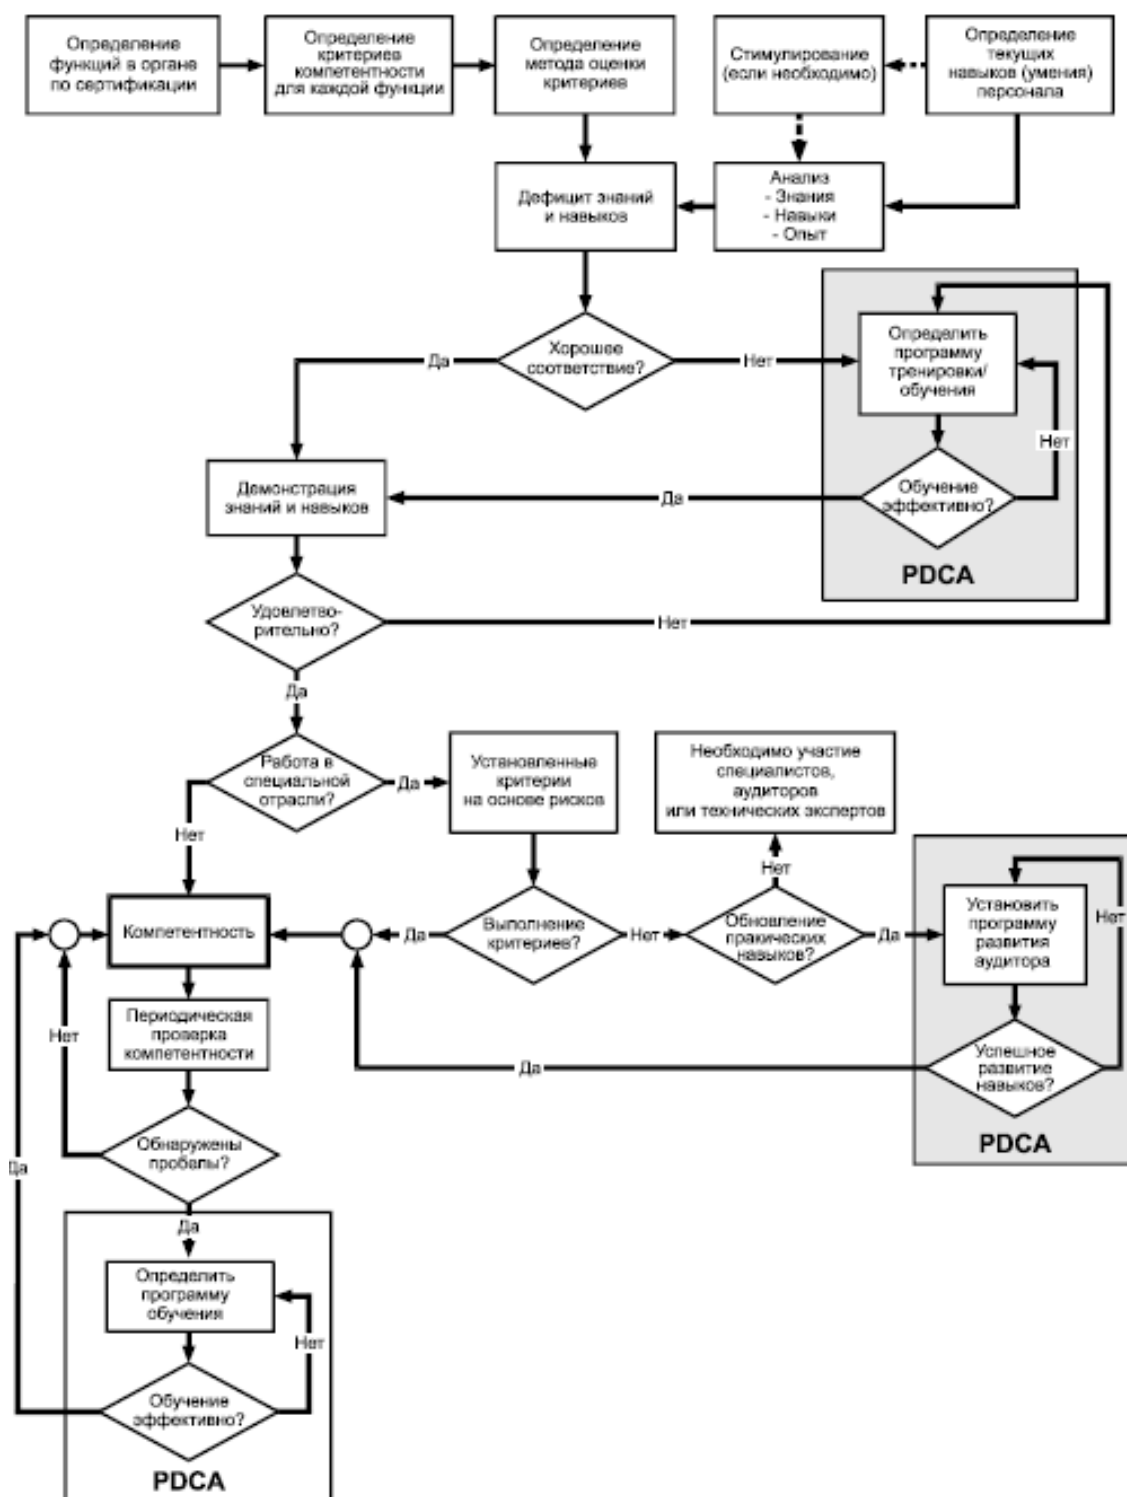 Определение
функций в органе
по сертификации
Определение
критериев
компетентности
для каждой функции
Определение
метода оценки
критериев
Стимулирование
(если необходимо)
Определение
текущих
навыков (умения)
персонала
Дефицит знаний
и навыков
Анализ
- Знания
- Навыки
- Опыт
Хорошее
соответствие?
Да
Нет
Определить
программу
тренировки/
обучения
Нет
Обучение
эффективно?
Да
PDCA
Демонстрация
знаний и навыков
Удовлетво-
рительно?
Нет
Да
Работа в
специальной
отрасли?
Да
Нет
Установленные
критерии
на основе рисков
Необходимо участие
специалистов,
аудиторов
или технических экспертов
Нет
Компетентность
Да
Выполнение
критериев?
Нет
Обновление
пракических
навыков?
Да
Установить
программу
развития
аудитора
Нет
Успешное
развитие
навыков?
Да
PDCA
Периодическая
проверка
компетентности
Нет
Обнаружены
пробелы?
Да
Да
Определить
программу
обучения
Нет
Обучение
эффективно?
PDCA